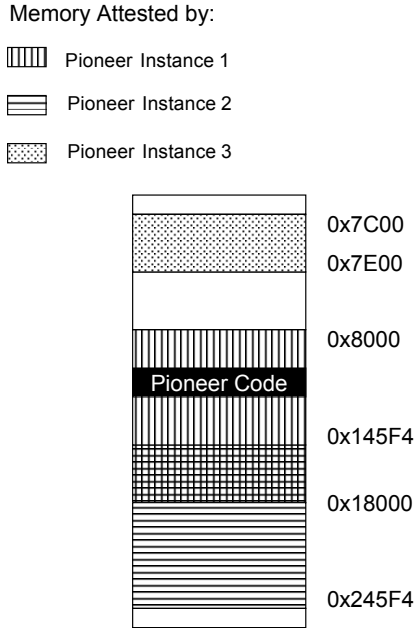 Memory Attested by:
Pioneer Instance 1
Pioneer Instance 2
Pioneer Instance 3
0x7C00
0x7E00
0x8000
Pioneer Code
0x145F4
0x18000
0x245F4